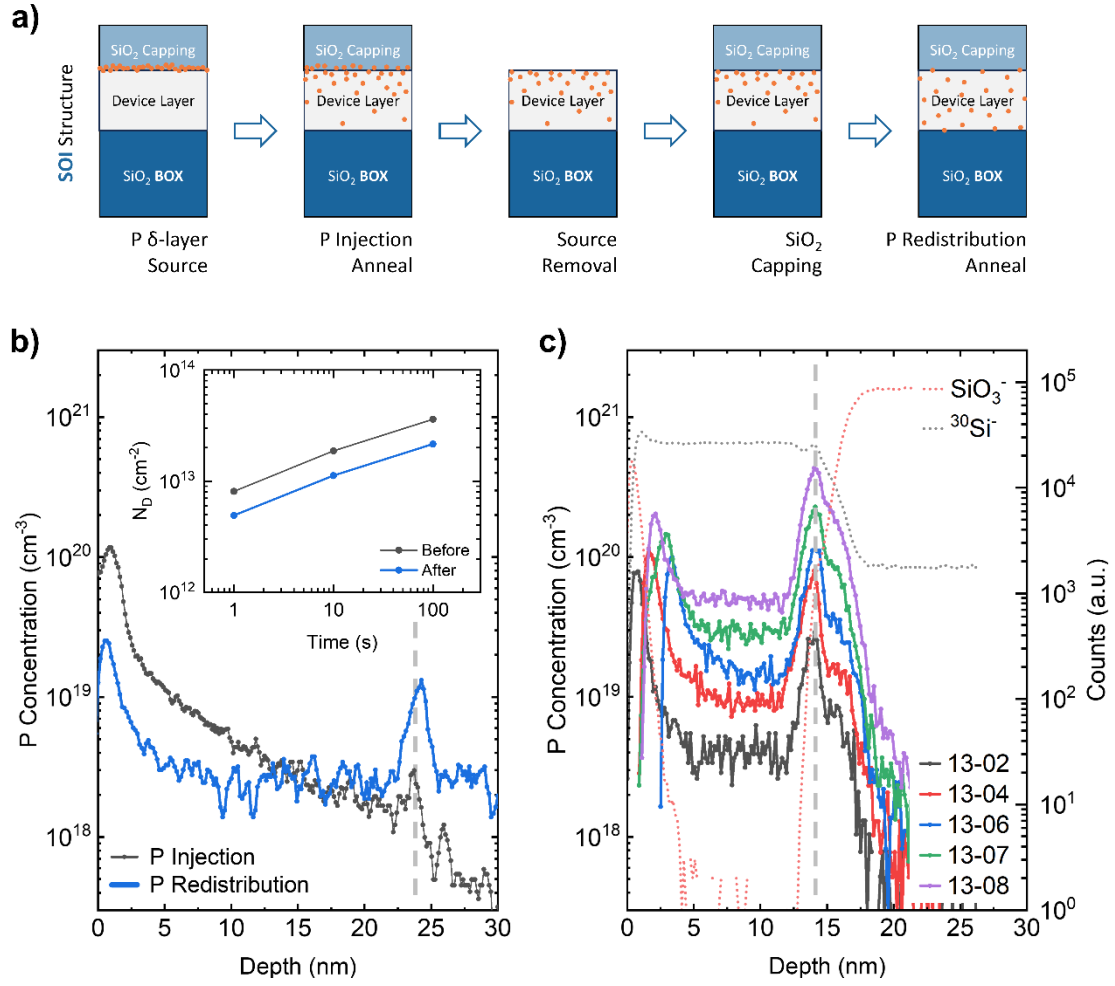 a)
SOI Structure
SiO2 Capping
Device Layer
SiO2 BOX
P δ-layer
Source
SiO2 Capping
Device Layer
SiO2 BOX
P Injection
Anneal
Device Layer
SiO2 BOX
Source
Removal
SiO2 Capping
Device Layer
SiO2 BOX
SiO2
Capping
SiO2 Capping
Device Layer
SiO2 BOX
P Redistribution
Anneal
b)
P Concentration (cm-3)
10^21
10^20
10^19
10^18
0 5 10 15 20 25 30
Depth (nm)
P Injection
P Redistribution
ND (cm-2)
10^14
10^13
10^12
1 10 100
Time (s)
Before
After
c)
P Concentration (cm-3)
10^21
10^20
10^19
10^18
0 5 10 15 20 25 30
Depth (nm)
SiO3-
30Si-
13-02
13-04
13-06
13-07
13-08
10^5
10^4
10^3
10^2
10^1
10^0
Counts (a.u.)